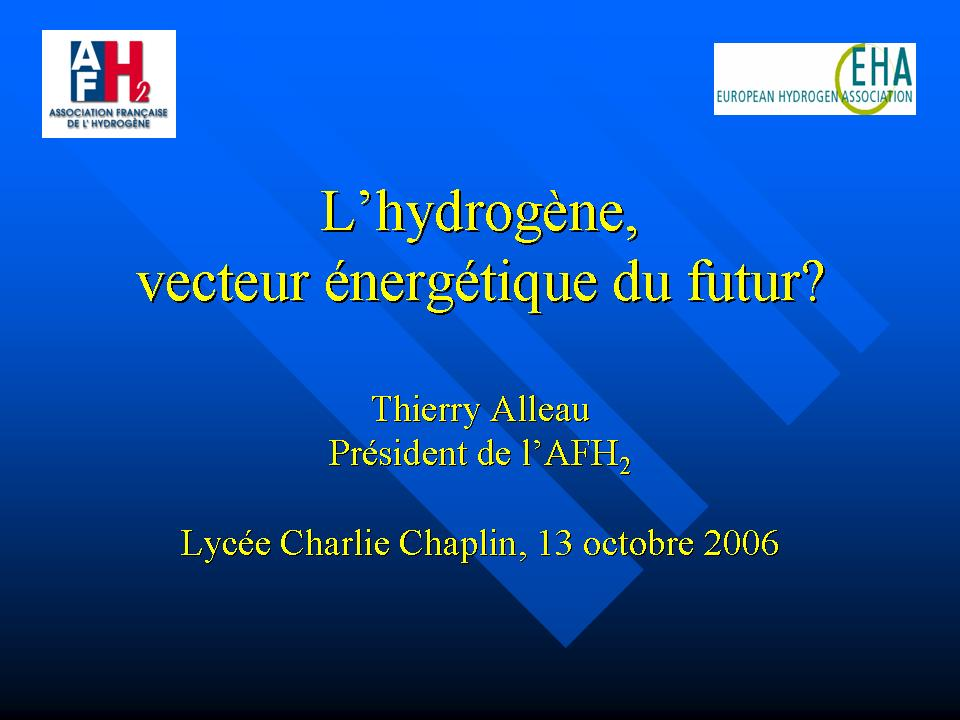 AFH2
ASSOCIATION FRANÇAISE
DE L' HYDROGÈNE
EHA
EUROPEAN HYDROGEN ASSOCIATION
L’hydrogène,
vecteur énergétique du futur?
Thierry Alleau
Président de l’AFH₂
Lycée Charlie Chaplin, 13 octobre 2006